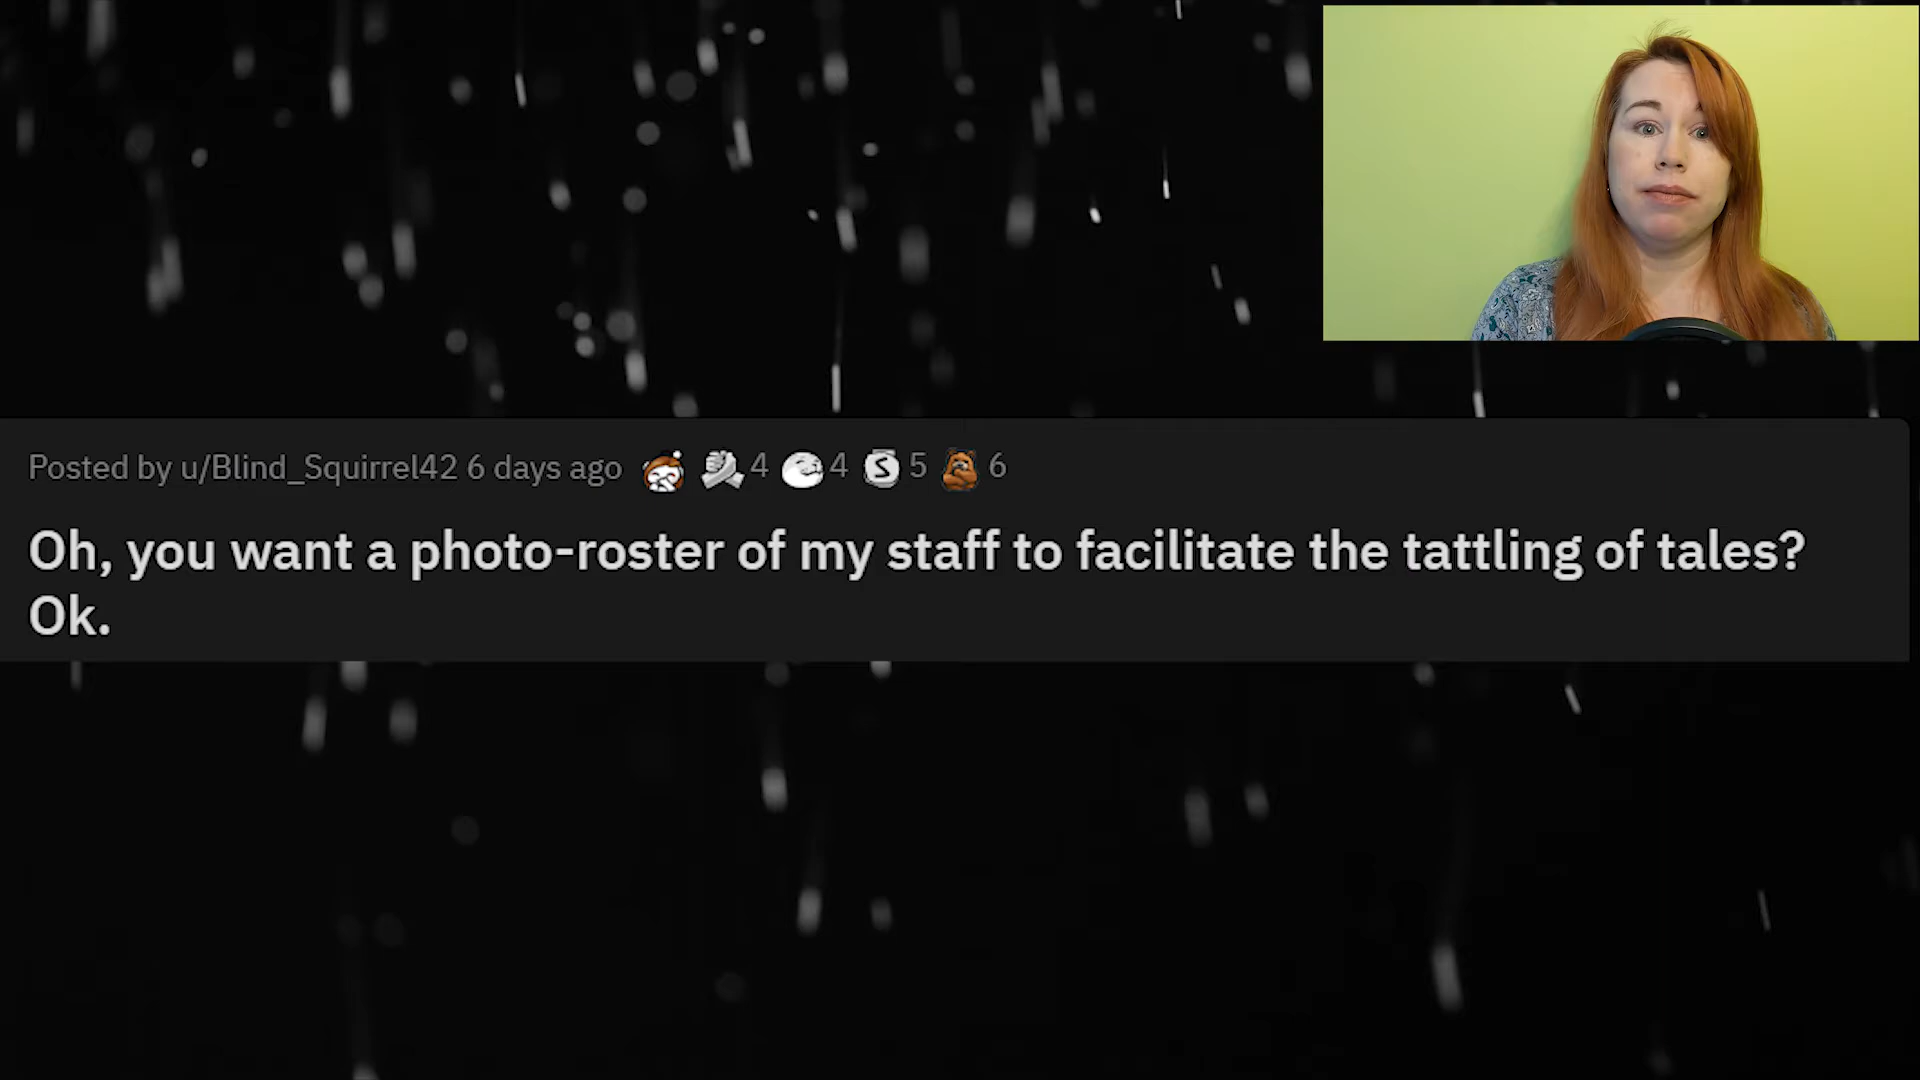 Posted by u/Blind_Squirrel42 6 days ago 4 4 S 5 6
Oh, you want a photo-roster of my staff to facilitate the tattling of tales?
Ok.